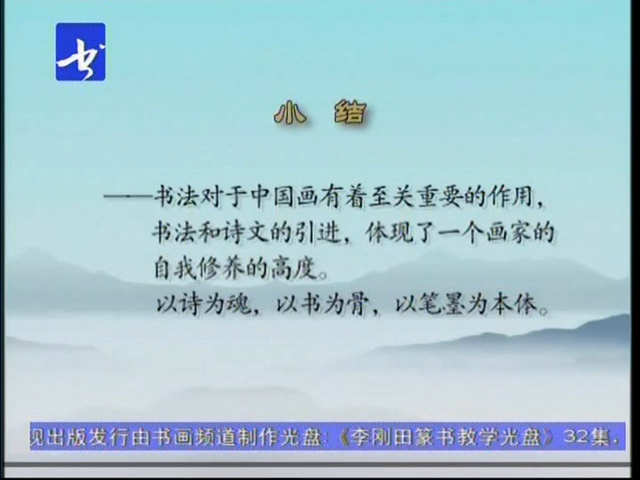 书
小 结
——书法对于中国画有着至关重要的作用，
书法和诗文的引进，体现了一个画家的
自我修养的高度。
以诗为魂，以书为骨，以笔墨为本体。
现出版发行由书画频道制作光盘:《李刚田篆书教学光盘》32集.